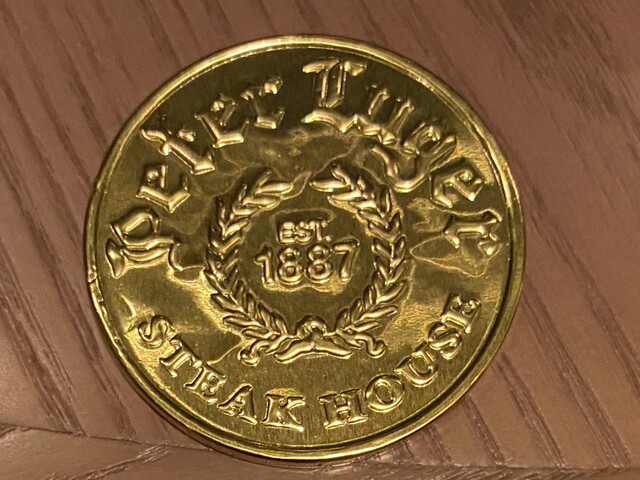 Peter Luger
EST.
1887
STEAK HOUSE